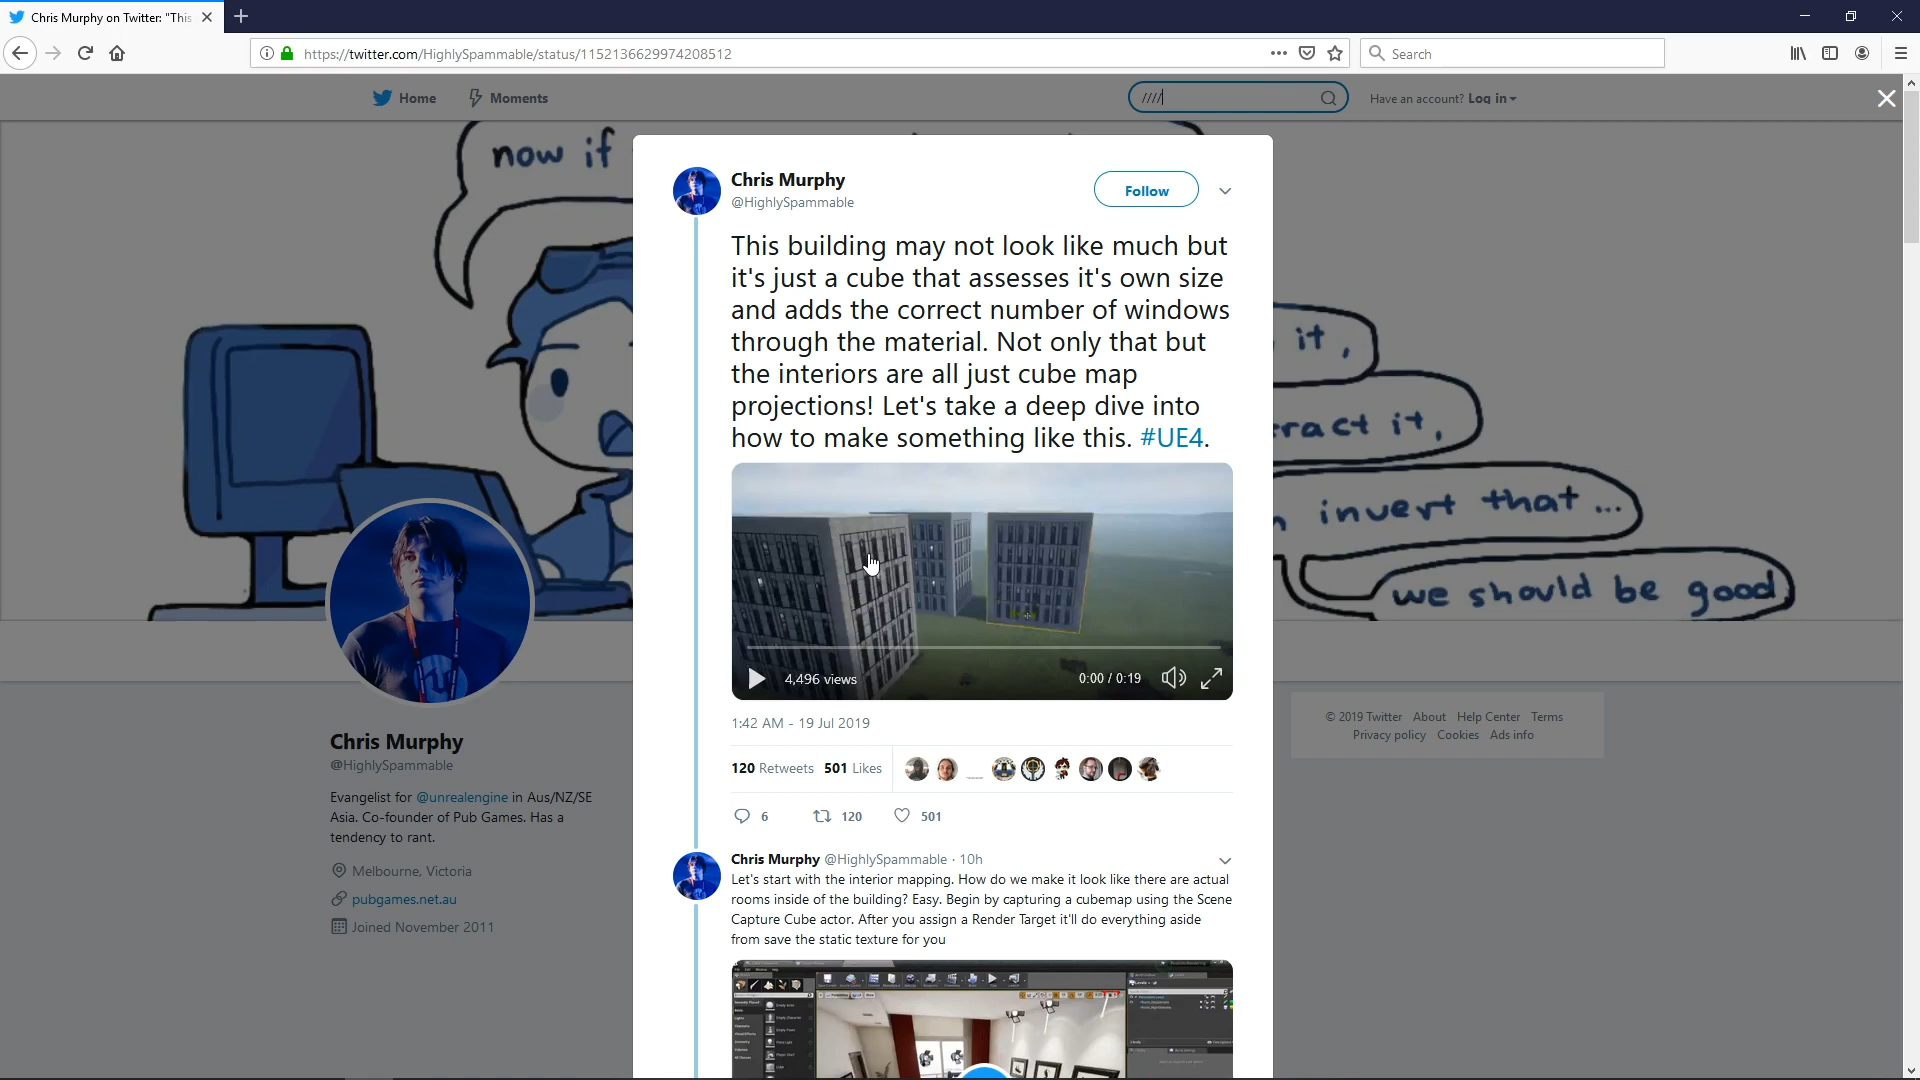 Chris Murphy on Twitter: "This
https://twitter.com/HighlySpammable/status/1152136629974208512
Search
Home
Moments
////
Have an account? Log in
now if
it,
ract it,
invert that...
we should be good
Chris Murphy
@HighlySpammable
Follow
This building may not look like much but
it's just a cube that assesses it's own size
and adds the correct number of windows
through the material. Not only that but
the interiors are all just cube map
projections! Let's take a deep dive into
how to make something like this. #UE4.
4,496 views
0:00 / 0:19
1:42 AM - 19 Jul 2019
120 Retweets 501 Likes
6
120
501
Chris Murphy @HighlySpammable · 10h
Let's start with the interior mapping. How do we make it look like there are actual
rooms inside of the building? Easy. Begin by capturing a cubemap using the Scene
Capture Cube actor. After you assign a Render Target it'll do everything aside
from save the static texture for you
Chris Murphy
@HighlySpammable
Evangelist for @unrealengine in Aus/NZ/SE
Asia. Co-founder of Pub Games. Has a
tendency to rant.
Melbourne, Victoria
pubgames.net.au
Joined November 2011
© 2019 Twitter About Help Center Terms
Privacy policy Cookies Ads info